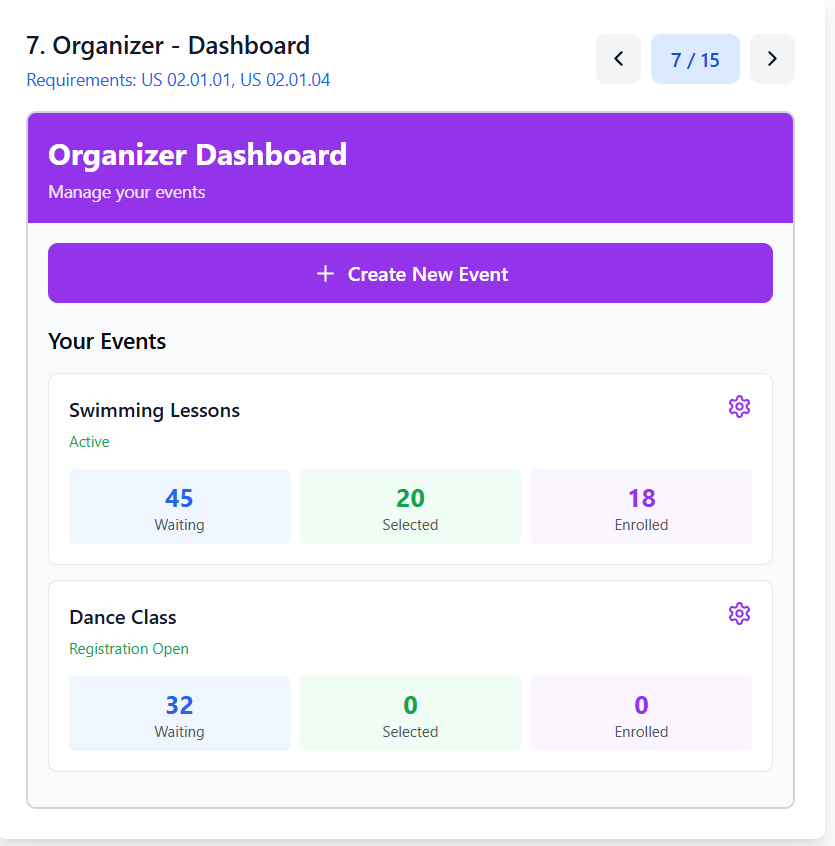 7. Organizer - Dashboard
Requirements: US 02.01.01, US 02.01.04
7 / 15
Organizer Dashboard
Manage your events
Create New Event
Your Events
Swimming Lessons
Active
45 20 18
Waiting Selected Enrolled
Dance Class
Registration Open
32 0 0
Waiting Selected Enrolled